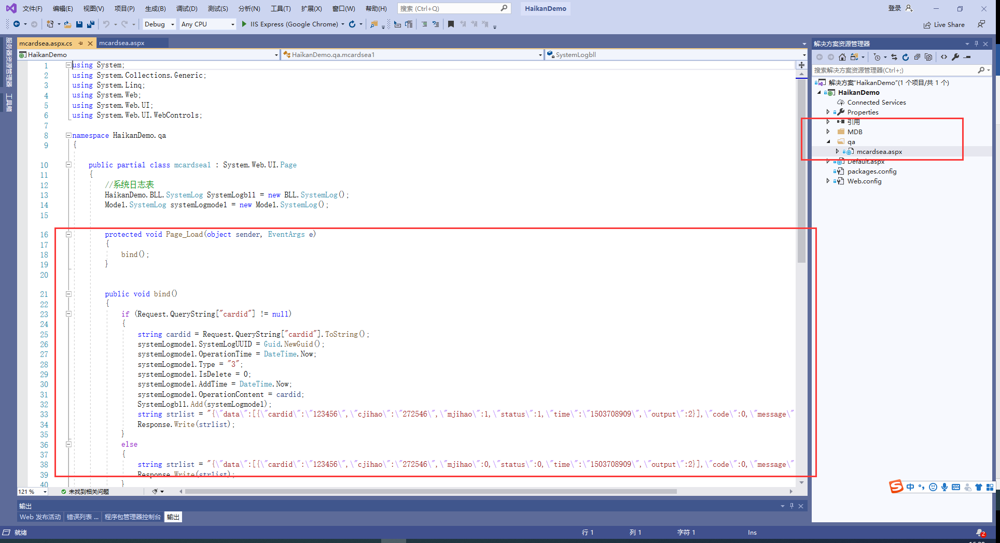 文件(F) 编辑(E) 视图(V) 项目(P) 生成(B) 调试(D) 测试(S) 分析(N) 工具(T) 扩展(X) 窗口(W) 帮助(H) 搜索 (Ctrl+Q) HaikanDemo 登录
Debug Any CPU IIS Express (Google Chrome) Live Share
服务器资源管理器
工具箱
mcardsea.aspx.cs mcardsea.aspx
HaikanDemo HaikanDemo.qa.mcardsea1 SystemLogbll
1 using System;
2 using System.Collections.Generic;
3 using System.Linq;
4 using System.Web;
5 using System.Web.UI;
6 using System.Web.UI.WebControls;
7
8 namespace HaikanDemo.qa
9 {
10 public partial class mcardsea1 : System.Web.UI.Page
11 {
12 //系统日志表
13 HaikanDemo.BLL.SystemLog SystemLogbll = new BLL.SystemLog();
14 Model.SystemLog systemLogmodel = new Model.SystemLog();
15
16 protected void Page_Load(object sender, EventArgs e)
17 {
18 bind();
19 }
20
21 public void bind()
22 {
23 if (Request.QueryString["cardid"] != null)
24 {
25 string cardid = Request.QueryString["cardid"].ToString();
26 systemLogmodel.SystemLogUUID = Guid.NewGuid();
27 systemLogmodel.OperationTime = DateTime.Now;
28 systemLogmodel.Type = "3";
29 systemLogmodel.IsDelete = 0;
30 systemLogmodel.AddTime = DateTime.Now;
31 systemLogmodel.OperationContent = cardid;
32 SystemLogbll.Add(systemLogmodel);
33 string strlist = "{\"data\":[{\"cardid\":\"123456\",\"cjihao\":\"272546\",\"mjihao\":1,\"status\":1,\"time\":\"1503708909\",\"output\":2}],\"code\":0,\"message\"
34 Response.Write(strlist);
35 }
36 else
37 {
38 string strlist = "{\"data\":[{\"cardid\":\"123456\",\"cjihao\":\"272546\",\"mjihao\":0,\"status\":0,\"time\":\"1503708909\",\"output\":2}],\"code\":0,\"message\"
39 Response.Write(strlist);
40 }
121 % 未找到相关问题
输出
Web 发布活动 错误列表 ... 程序包管理器控制台 输出
就绪 行 1 列 1 字符 1 Ins 2
解决方案资源管理器
搜索解决方案资源管理器(Ctrl+;)
解决方案"HaikanDemo"(1 个项目/共 1 个)
HaikanDemo
Connected Services
Properties
引用
MDB
qa
mcardsea.aspx
Default.aspx
packages.config
Web.config
中